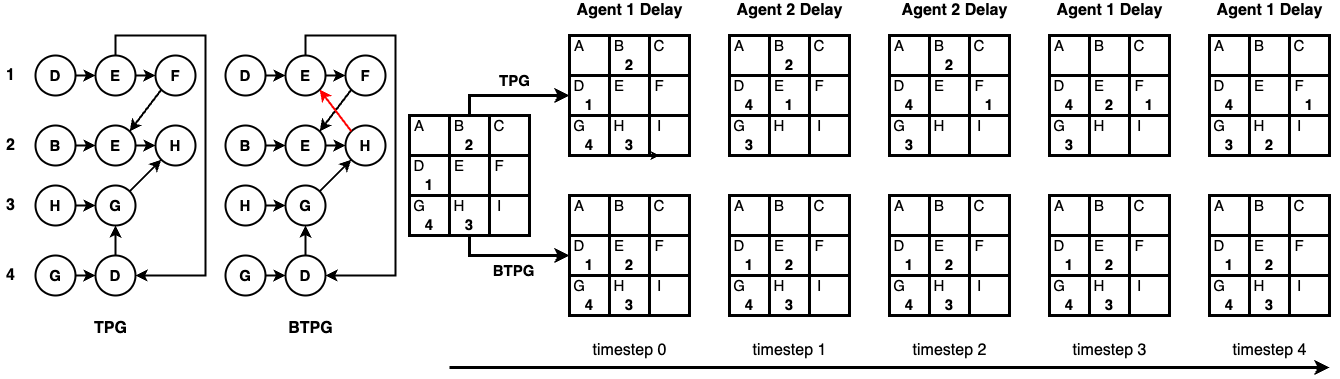 1 D E F
2 B E H
3 H G
4 G D
TPG
D E F
B E H
H G
G D
BTPG
A B C
2
D E F
1
G H I
4 3
TPG
BTPG
Agent 1 Delay
A B C
2
D E F
1
G H I
4 3
Agent 2 Delay
A B C
2
D E F
4 1
G H I
3
Agent 2 Delay
A B C
2
D E F
4 1
G H I
3
Agent 1 Delay
A B C
D E F
4 2 1
G H I
3
Agent 1 Delay
A B C
D E F
4 1
G H I
3 2
A B C
D E F
1 2
G H I
4 3
A B C
D E F
1 2
G H I
4 3
A B C
D E F
1 2
G H I
4 3
A B C
D E F
1 2
G H I
4 3
A B C
D E F
1 2
G H I
4 3
timestep 0 timestep 1 timestep 2 timestep 3 timestep 4